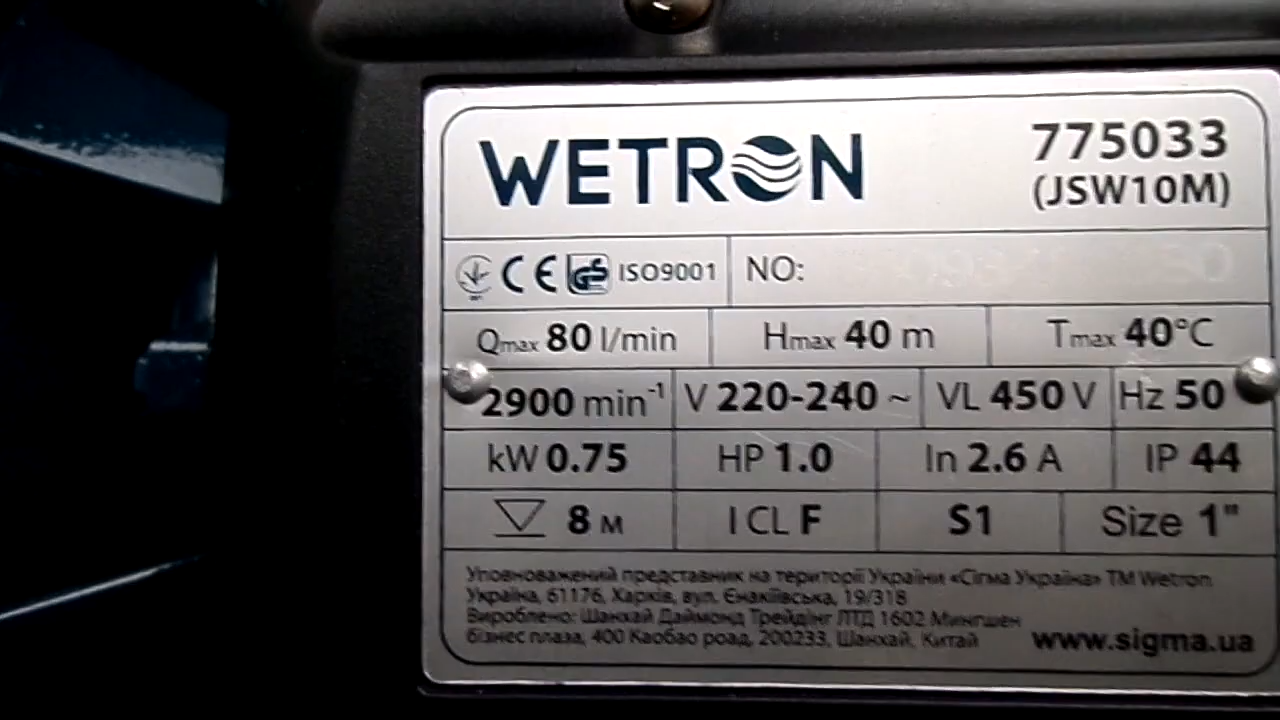 WETRON
775033
(JSW10M)
CE GS ISO9001 NO:
Qmax 80 l/min Hmax 40 m Tmax 40°C
2900 min⁻¹ V 220-240 ~ VL 450 V Hz 50
kW 0.75 HP 1.0 In 2.6 A IP 44
8 м I CL F S1 Size 1"
Уповноважений представник на території України «Сігма Україна» ТМ Wetron
Україна, 61176, Харків, вул. Єнакіївська, 19/318
Вироблено: Шанхай Даймонд Трейдінг ЛТД 1602 Мингшен
бізнес плаза, 400 Каобао роад, 200233, Шанхай, Китай
www.sigma.ua